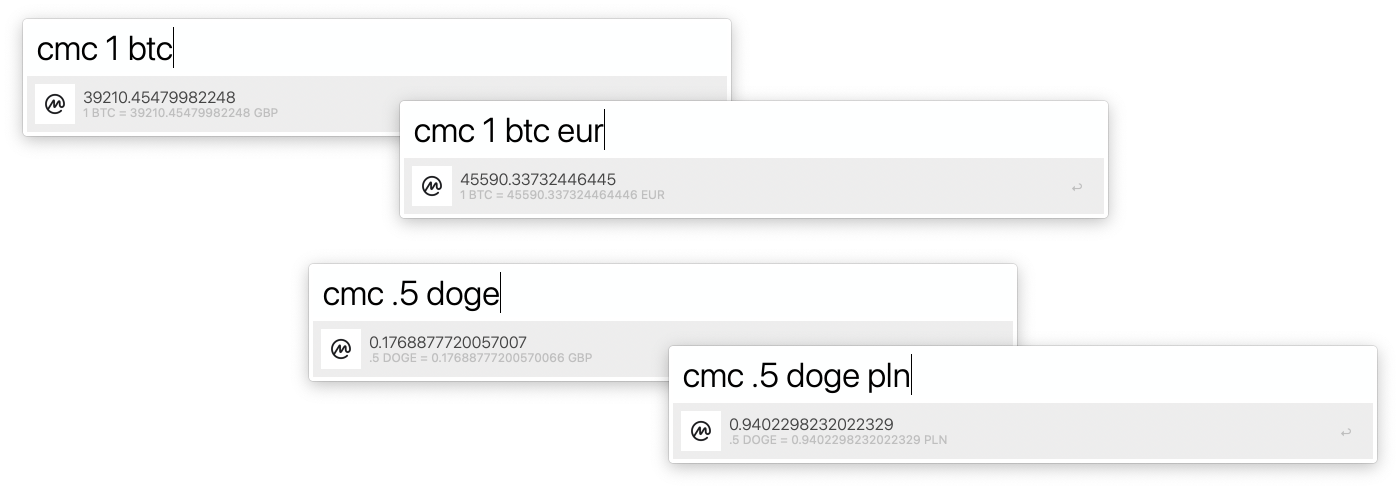 cmc 1 btc
39210.45479982248
1 BTC = 39210.45479982248 GBP
cmc 1 btc eur
45590.33732446445
1 BTC = 45590.337324464446 EUR
cmc .5 doge
0.1768877720057007
.5 DOGE = 0.17688777200570066 GBP
cmc .5 doge pln
0.9402298232022329
.5 DOGE = 0.9402298232022329 PLN